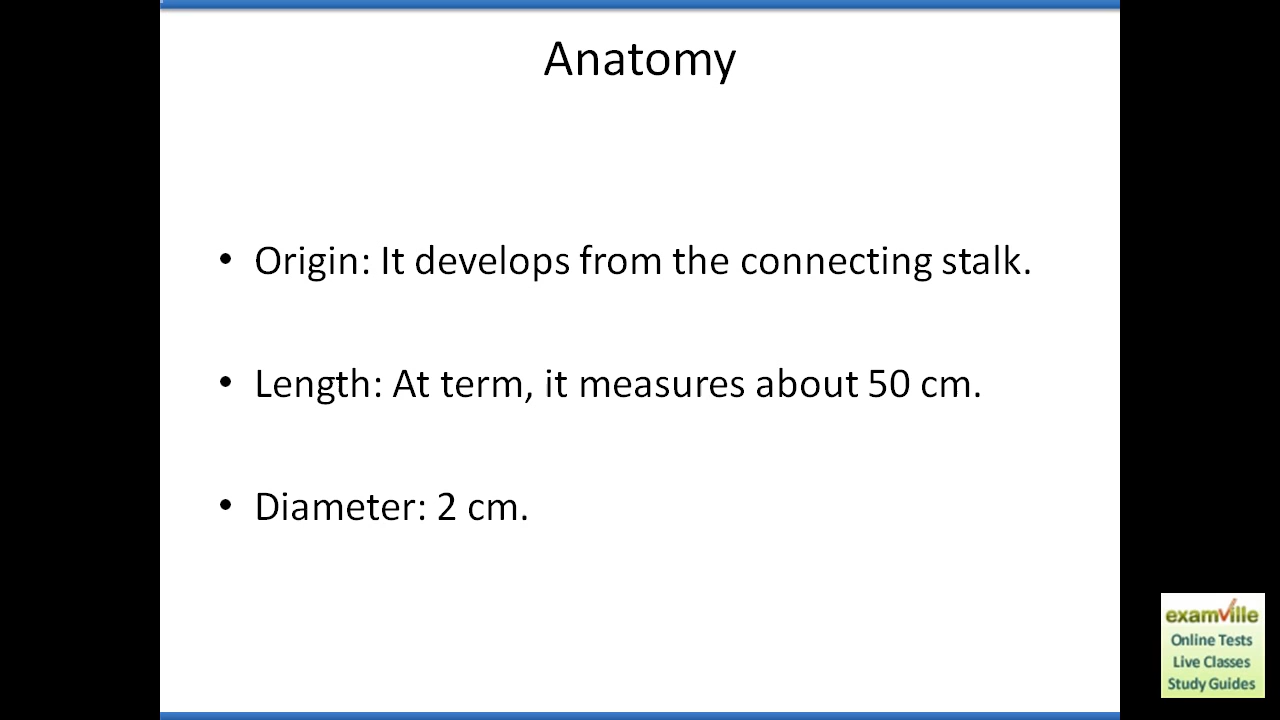 Anatomy
• Origin: It develops from the connecting stalk.
• Length: At term, it measures about 50 cm.
• Diameter: 2 cm.
examville
Online Tests
Live Classes
Study Guides